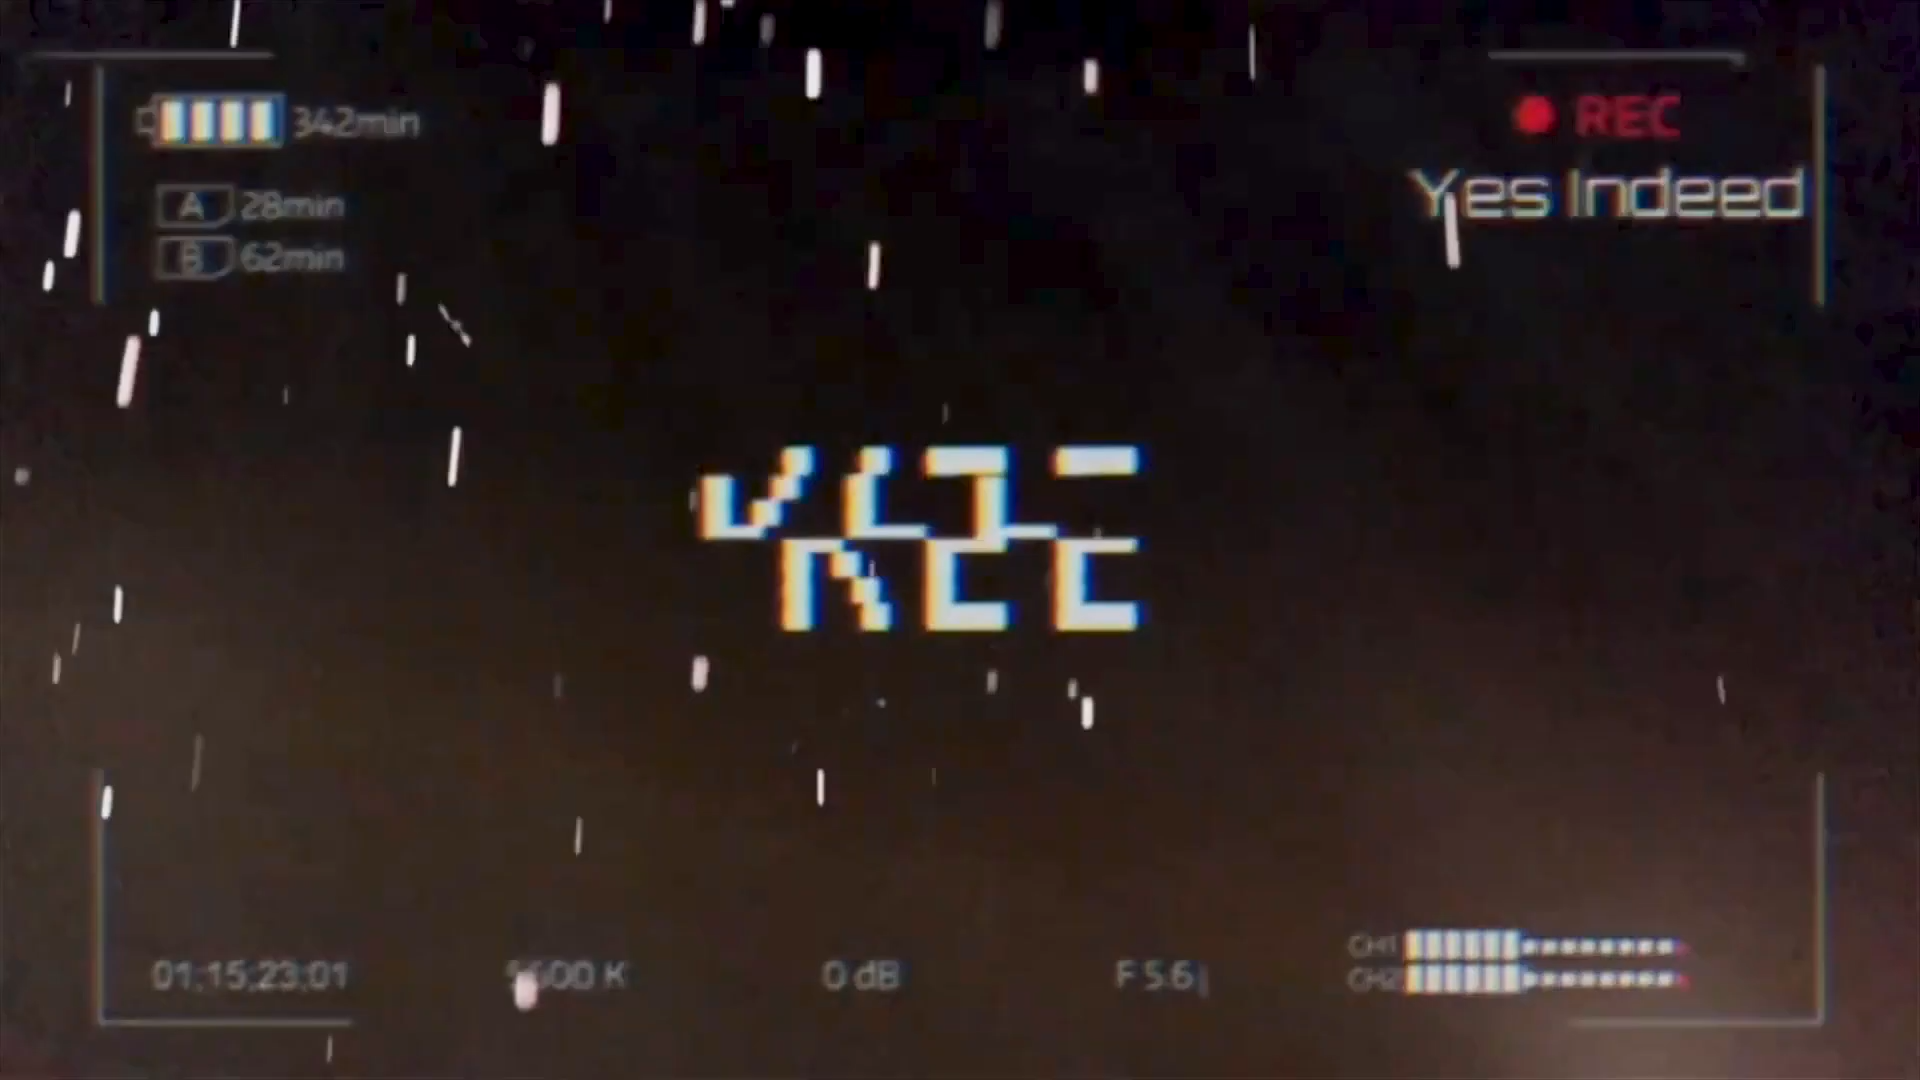 342min
REC
Yes Indeed
A 28min
B 62min
01;15;23;01
0 dB
F 5.6
CH1
CH2